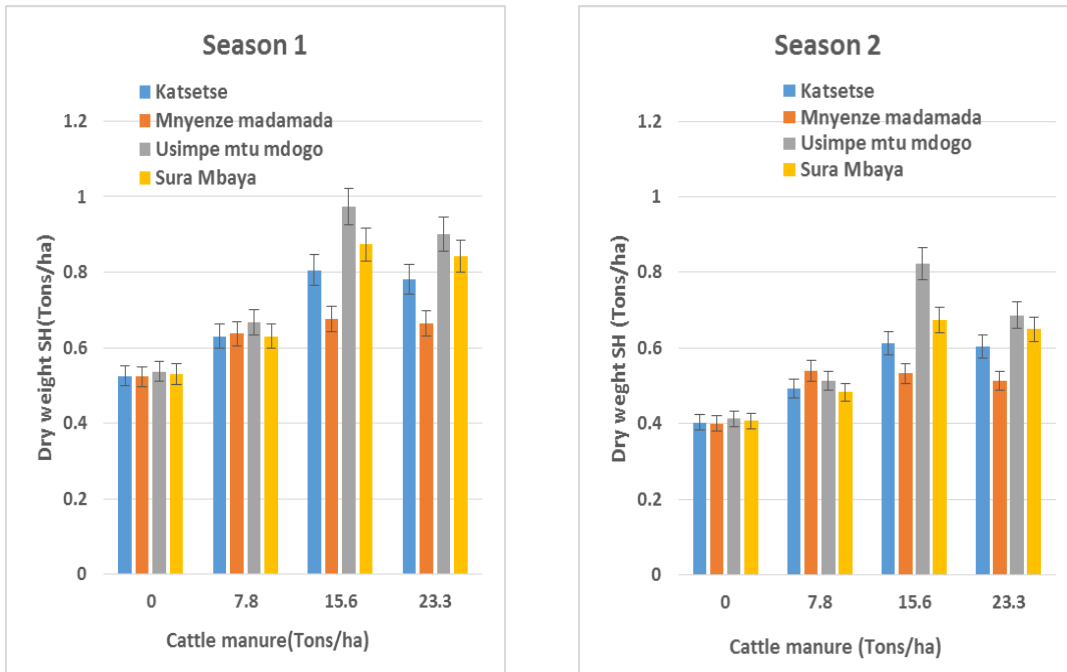 Season 1
Katsetse
Mnyenze madamada
Usimpe mtu mdogo
Sura Mbaya
1.2
1
0.8
0.6
0.4
0.2
0
Dry weight SH(Tons/ha)
0 7.8 15.6 23.3
Cattle manure(Tons/ha)
Season 2
Katsetse
Mnyenze madamada
Usimpe mtu mdogo
Sura Mbaya
1.2
1
0.8
0.6
0.4
0.2
0
Dry weght SH (Tons/ha)
0 7.8 15.6 23.3
Cattle manure (Tons/ha)